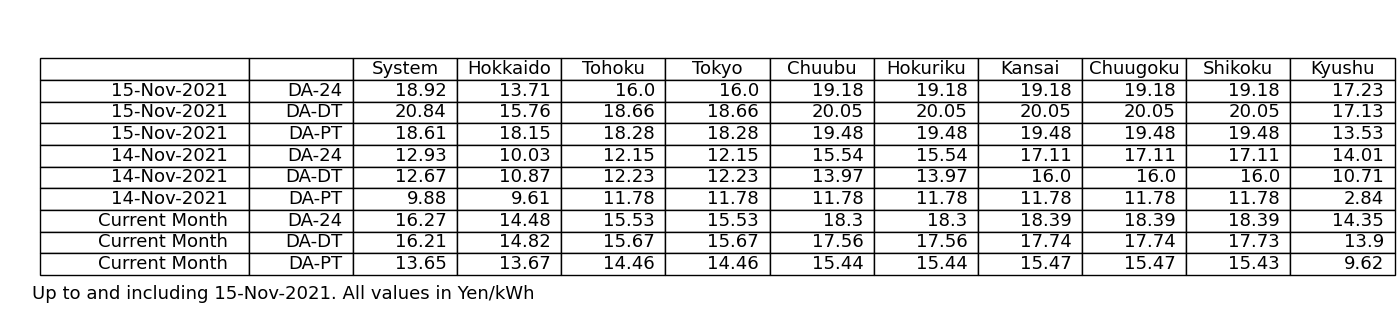 System Hokkaido Tohoku Tokyo Chuubu Hokuriku Kansai Chuugoku Shikoku Kyushu
15-Nov-2021 DA-24 18.92 13.71 16.0 16.0 19.18 19.18 19.18 19.18 19.18 17.23
15-Nov-2021 DA-DT 20.84 15.76 18.66 18.66 20.05 20.05 20.05 20.05 20.05 17.13
15-Nov-2021 DA-PT 18.61 18.15 18.28 18.28 19.48 19.48 19.48 19.48 19.48 13.53
14-Nov-2021 DA-24 12.93 10.03 12.15 12.15 15.54 15.54 17.11 17.11 17.11 14.01
14-Nov-2021 DA-DT 12.67 10.87 12.23 12.23 13.97 13.97 16.0 16.0 16.0 10.71
14-Nov-2021 DA-PT 9.88 9.61 11.78 11.78 11.78 11.78 11.78 11.78 11.78 2.84
Current Month DA-24 16.27 14.48 15.53 15.53 18.3 18.3 18.39 18.39 18.39 14.35
Current Month DA-DT 16.21 14.82 15.67 15.67 17.56 17.56 17.74 17.74 17.73 13.9
Current Month DA-PT 13.65 13.67 14.46 14.46 15.44 15.44 15.47 15.47 15.43 9.62
Up to and including 15-Nov-2021. All values in Yen/kWh